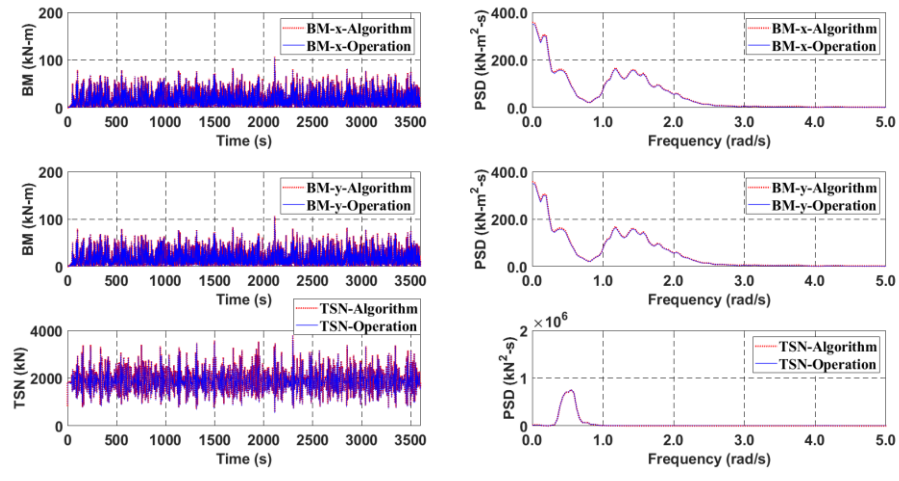 200
100
0
BM (kN-m)
BM-x-Algorithm
BM-x-Operation
0 500 1000 1500 2000 2500 3000 3500
Time (s)
400.0
200.0
0.0
PSD (kN-m²-s)
BM-x-Algorithm
BM-x-Operation
0.0 1.0 2.0 3.0 4.0 5.0
Frequency (rad/s)
200
100
0
BM (kN-m)
BM-y-Algorithm
BM-y-Operation
0 500 1000 1500 2000 2500 3000 3500
Time (s)
400.0
200.0
0.0
PSD (kN-m²-s)
BM-y-Algorithm
BM-y-Operation
0.0 1.0 2.0 3.0 4.0 5.0
Frequency (rad/s)
4000
2000
0
TSN (kN)
TSN-Algorithm
TSN-Operation
0 500 1000 1500 2000 2500 3000 3500
Time (s)
×10⁶
2
1
0
PSD (kN²-s)
TSN-Algorithm
TSN-Operation
0.0 1.0 2.0 3.0 4.0 5.0
Frequency (rad/s)